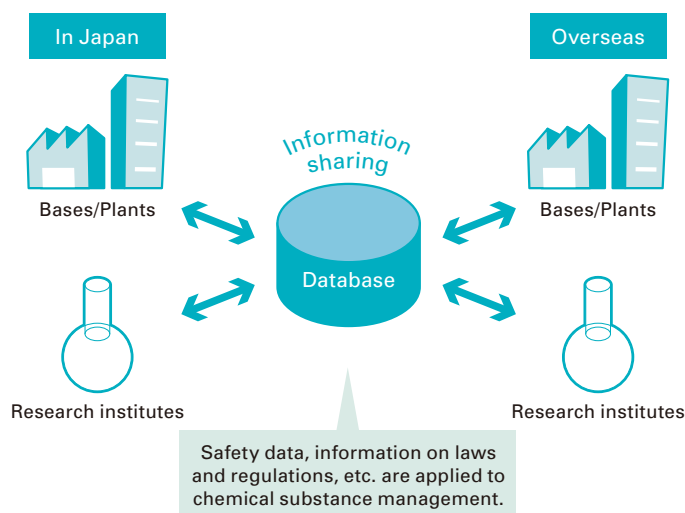 In Japan
Overseas
Information
sharing
Bases/Plants
Database
Bases/Plants
Research institutes
Research institutes
Safety data, information on laws
and regulations, etc. are applied to
chemical substance management.